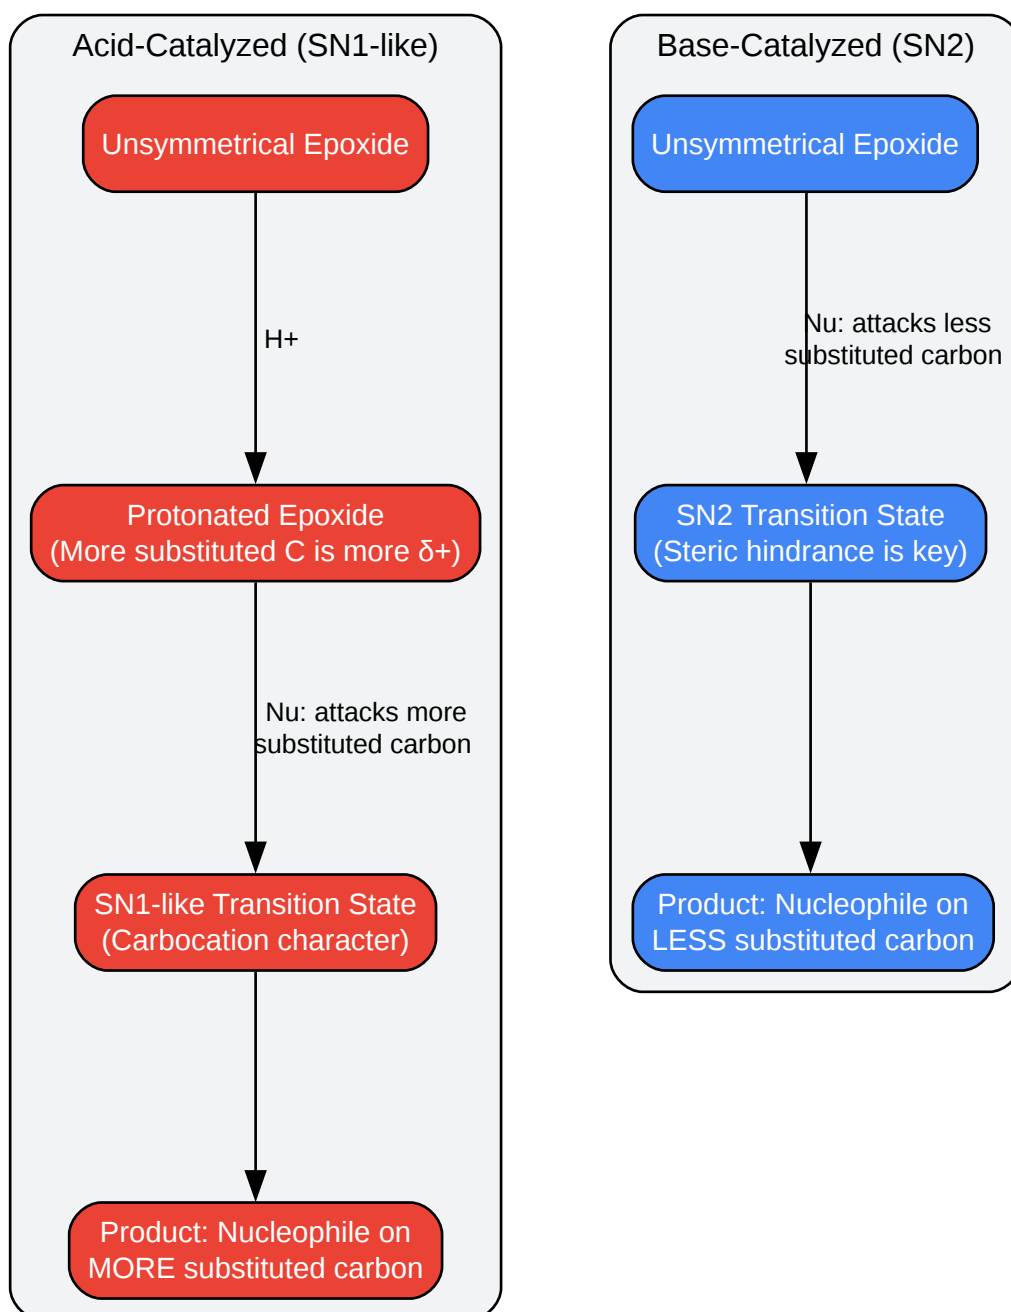 Acid-Catalyzed (SN1-like)
Unsymmetrical Epoxide
H+
Protonated Epoxide
(More substituted C is more δ+)
Nu: attacks more
substituted carbon
SN1-like Transition State
(Carbocation character)
Product: Nucleophile on
MORE substituted carbon
Base-Catalyzed (SN2)
Unsymmetrical Epoxide
Nu: attacks less
substituted carbon
SN2 Transition State
(Steric hindrance is key)
Product: Nucleophile on
LESS substituted carbon